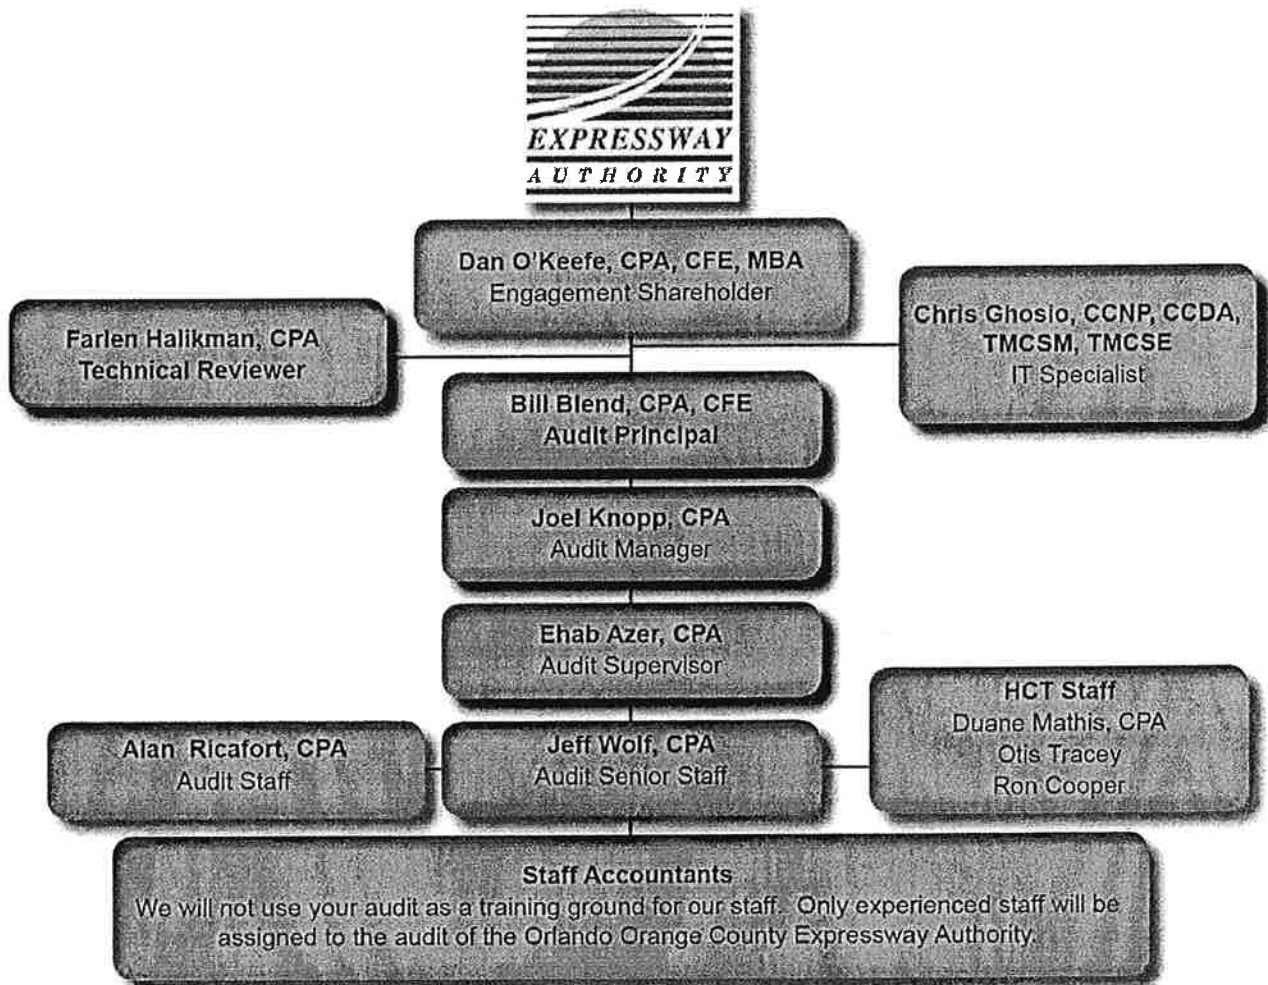 EXPRESSWAY
AUTHORITY
Dan O'Keefe, CPA, CFE, MBA
Engagement Shareholder
Farlen Halikman, CPA
Technical Reviewer
Chris Ghosio, CCNP, CCDA,
TMCSM, TMCSE
IT Specialist
Bill Blend, CPA, CFE
Audit Principal
Joel Knopp, CPA
Audit Manager
Ehab Azer, CPA
Audit Supervisor
Alan Ricafort, CPA
Audit Staff
Jeff Wolf, CPA
Audit Senior Staff
HCT Staff
Duane Mathis, CPA
Otis Tracey
Ron Cooper
Staff Accountants
We will not use your audit as a training ground for our staff. Only experienced staff will be
assigned to the audit of the Orlando Orange County Expressway Authority.